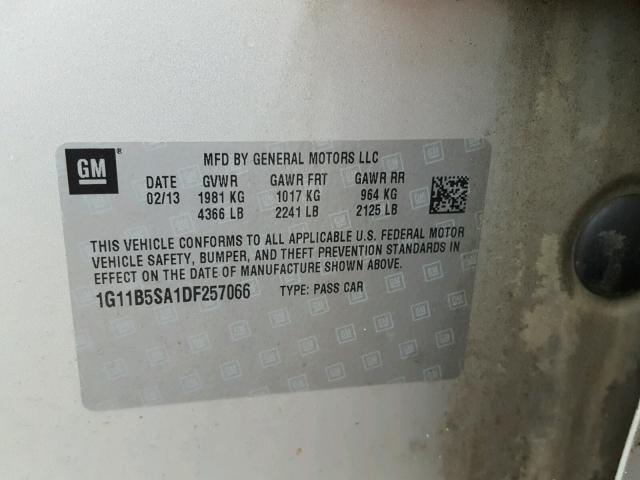 GM ®
MFD BY GENERAL MOTORS LLC
DATE GVWR GAWR FRT GAWR RR
02/13 1981 KG 1017 KG 964 KG
4366 LB 2241 LB 2125 LB
THIS VEHICLE CONFORMS TO ALL APPLICABLE U.S. FEDERAL MOTOR
VEHICLE SAFETY, BUMPER, AND THEFT PREVENTION STANDARDS IN
EFFECT ON THE DATE OF MANUFACTURE SHOWN ABOVE.
1G11B5SA1DF257066 TYPE: PASS CAR